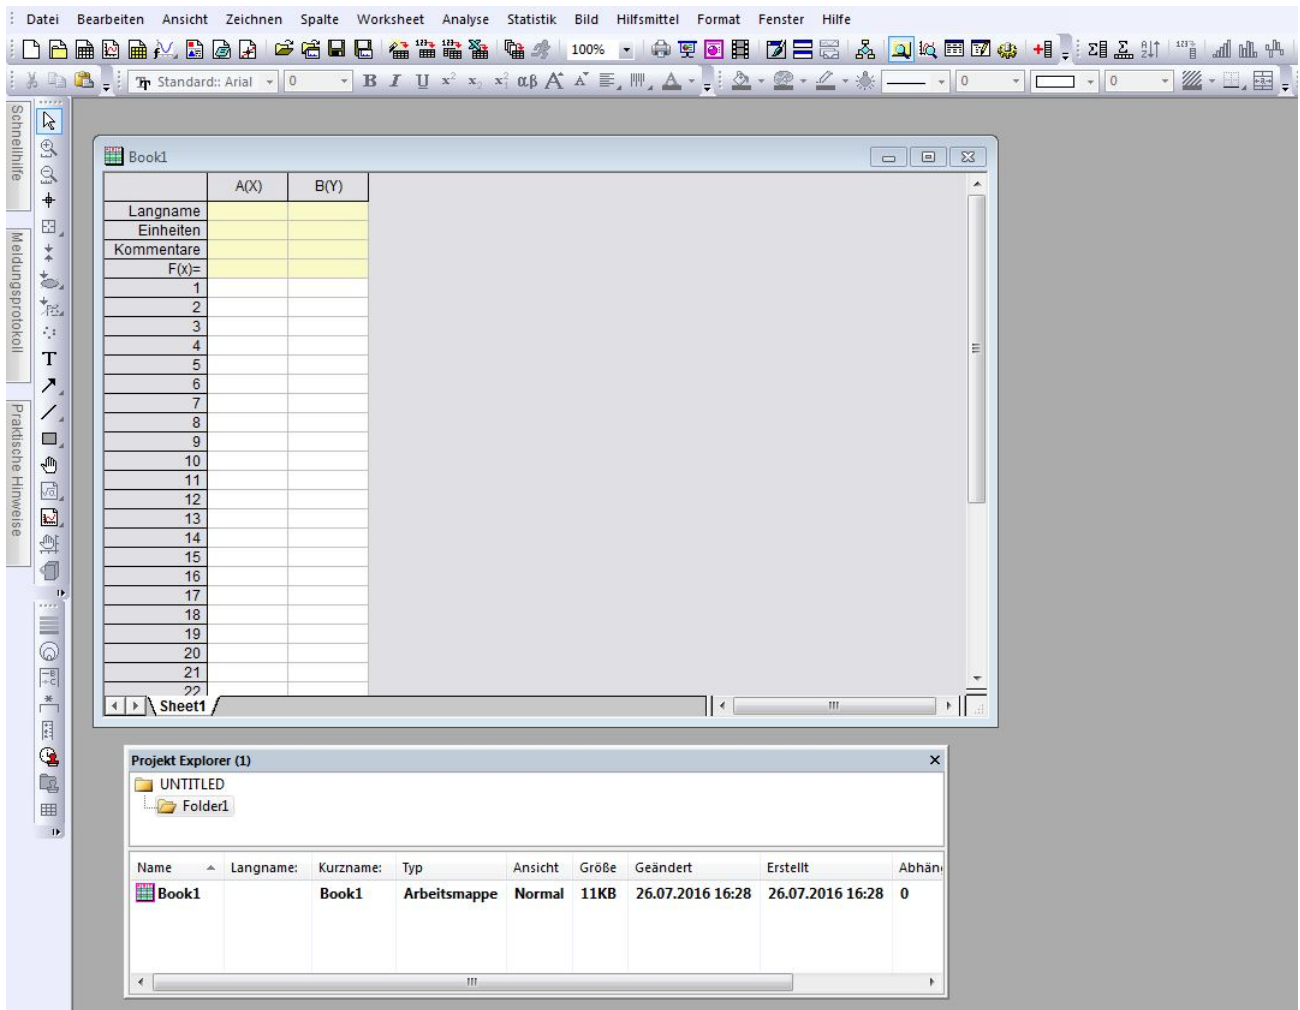 Datei Bearbeiten Ansicht Zeichnen Spalte Worksheet Analyse Statistik Bild Hilfsmittel Format Fenster Hilfe
100%
Standard:: Arial 0 B I U x² x₂ αβ A A A 0 0
Schnellhilfe
Meldungsprotokoll
Praktische Hinweise
T
Book1
A(X) B(Y)
Langname
Einheiten
Kommentare
F(x)=
1
2
3
4
5
6
7
8
9
10
11
12
13
14
15
16
17
18
19
20
21
22
Sheet1
Projekt Explorer (1)
UNTITLED
Folder1
Name Langname: Kurzname: Typ Ansicht Größe Geändert Erstellt Abhän
Book1 Book1 Arbeitsmappe Normal 11KB 26.07.2016 16:28 26.07.2016 16:28 0